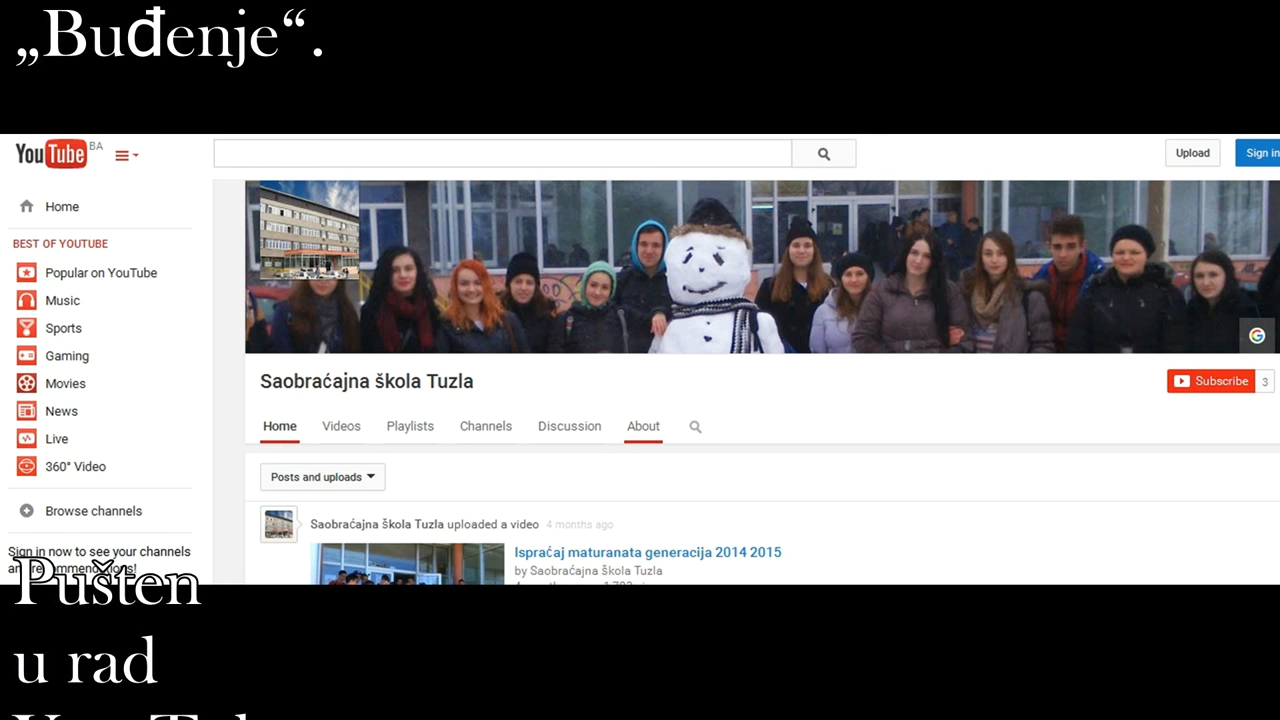 „Buđenje“.
YouTube BA
Upload
Sign in
Home
BEST OF YOUTUBE
Popular on YouTube
Music
Sports
Gaming
Movies
News
Live
360° Video
Browse channels
Sign in now to see your channels
Saobraćajna škola Tuzla
Subscribe 3
Home Videos Playlists Channels Discussion About
Posts and uploads
Saobraćajna škola Tuzla uploaded a video 4 months ago
Ispraćaj maturanata generacija 2014 2015
by Saobraćajna škola Tuzla
Pušten
u rad